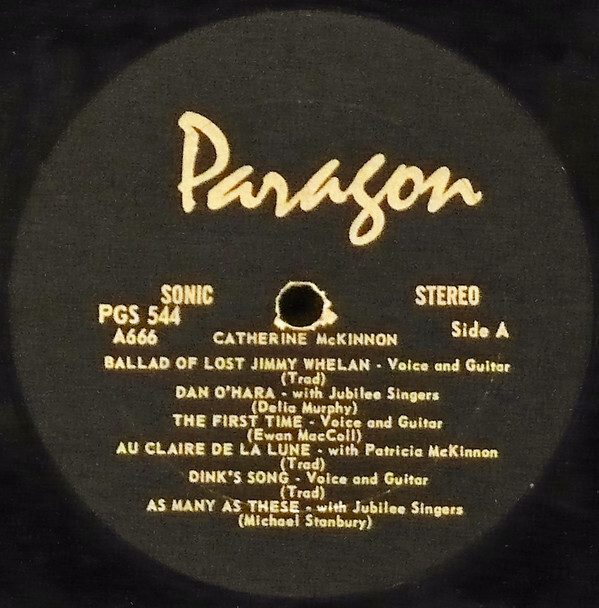 Paragon
SONIC STEREO
PGS 544
A666 Side A
CATHERINE McKINNON
BALLAD OF LOST JIMMY WHELAN - Voice and Guitar
(Trad)
DAN O'HARA - with Jubilee Singers
(Delia Murphy)
THE FIRST TIME - Voice and Guitar
(Ewan MacColl)
AU CLAIRE DE LA LUNE - with Patricia McKinnon
(Trad)
DINK'S SONG - Voice and Guitar
(Trad)
AS MANY AS THESE - with Jubilee Singers
(Michael Stanbury)